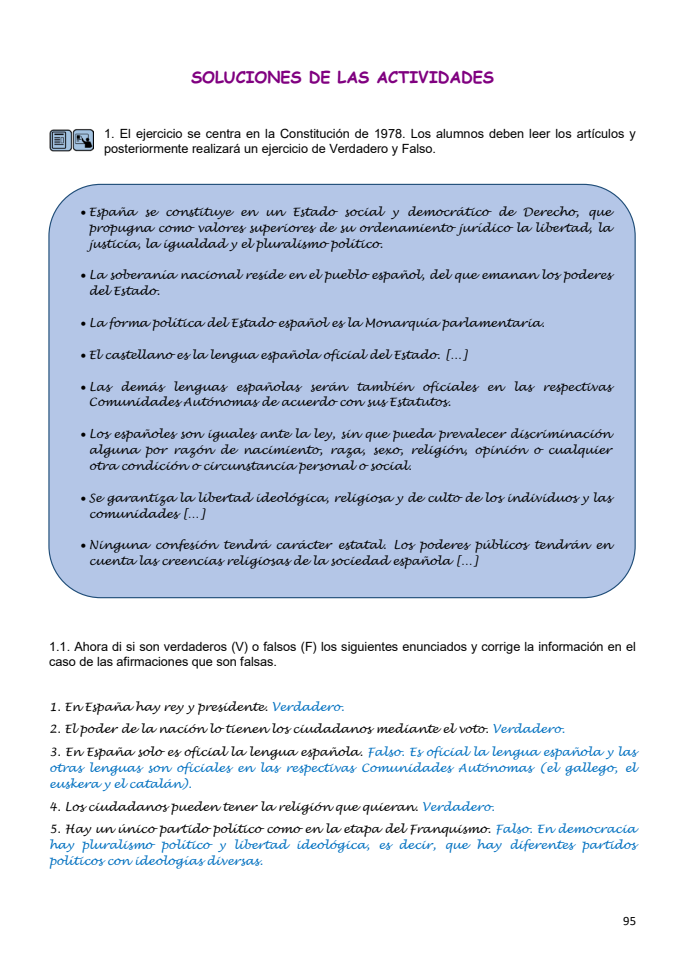 SOLUCIONES DE LAS ACTIVIDADES
1. El ejercicio se centra en la Constitución de 1978. Los alumnos deben leer los artículos y
posteriormente realizará un ejercicio de Verdadero y Falso.
• España se constituye en un Estado social y democrático de Derecho, que
propugna como valores superiores de su ordenamiento jurídico la libertad, la
justicia, la igualdad y el pluralismo político.
• La soberanía nacional reside en el pueblo español, del que emanan los poderes
del Estado.
• La forma política del Estado español es la Monarquía parlamentaria.
• El castellano es la lengua española oficial del Estado. [...]
• Las demás lenguas españolas serán también oficiales en las respectivas
Comunidades Autónomas de acuerdo con sus Estatutos.
• Los españoles son iguales ante la ley, sin que pueda prevalecer discriminación
alguna por razón de nacimiento, raza, sexo, religión, opinión o cualquier
otra condición o circunstancia personal o social.
• Se garantiza la libertad ideológica, religiosa y de culto de los individuos y las
comunidades [...]
• Ninguna confesión tendrá carácter estatal. Los poderes públicos tendrán en
cuenta las creencias religiosas de la sociedad española [...]
1.1. Ahora di si son verdaderos (V) o falsos (F) los siguientes enunciados y corrige la información en el
caso de las afirmaciones que son falsas.
1. En España hay rey y presidente. Verdadero.
2. El poder de la nación lo tienen los ciudadanos mediante el voto. Verdadero.
3. En España solo es oficial la lengua española. Falso. Es oficial la lengua española y las
otras lenguas son oficiales en las respectivas Comunidades Autónomas (el gallego, el
euskera y el catalán).
4. Los ciudadanos pueden tener la religión que quieran. Verdadero.
5. Hay un único partido político como en la etapa del Franquismo. Falso. En democracia
hay pluralismo político y libertad ideológica, es decir, que hay diferentes partidos
políticos con ideologías diversas.
95